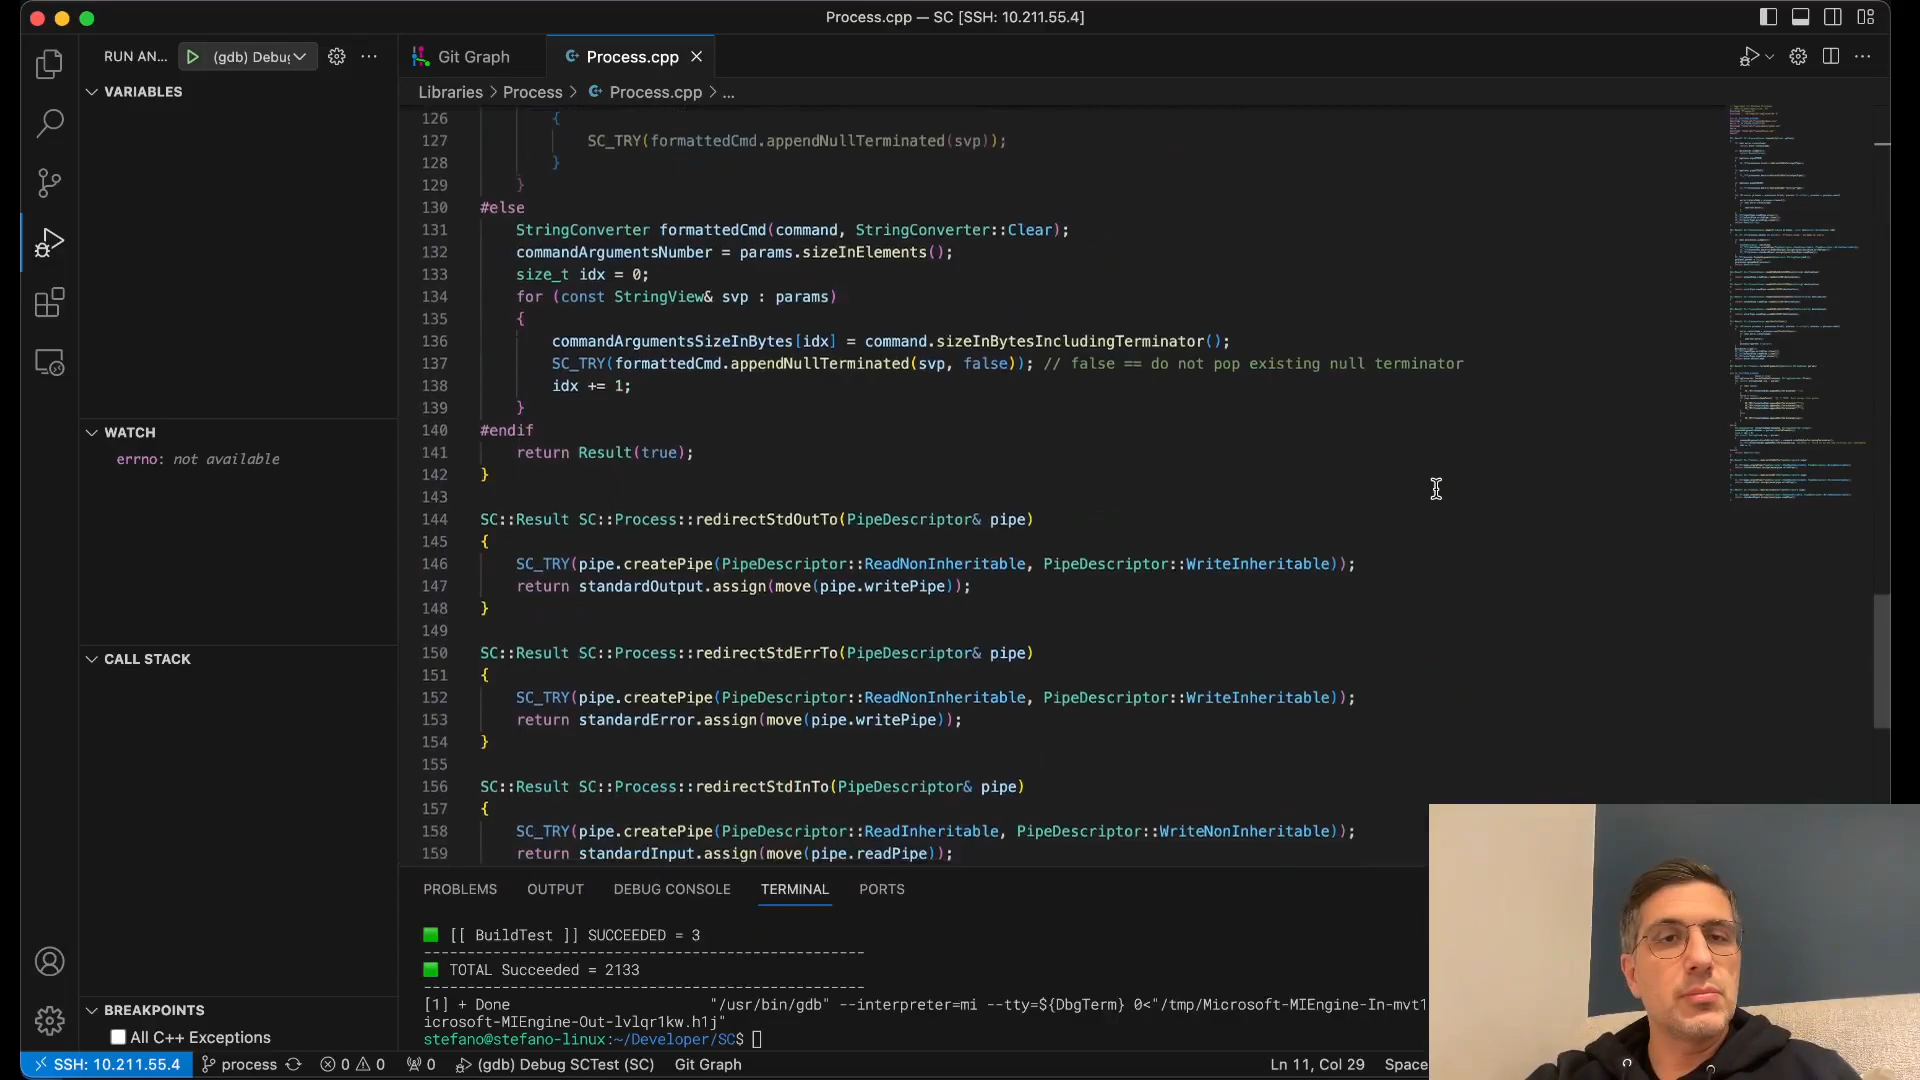 Process.cpp — SC [SSH: 10.211.55.4]
RUN AN... (gdb) Debug
Git Graph Process.cpp
Libraries > Process > Process.cpp > ...
VARIABLES
WATCH
errno: not available
CALL STACK
BREAKPOINTS
All C++ Exceptions
126 {
127 SC_TRY(formattedCmd.appendNullTerminated(svp));
128 }
129 }
130 #else
131 StringConverter formattedCmd(command, StringConverter::Clear);
132 commandArgumentsNumber = params.sizeInElements();
133 size_t idx = 0;
134 for (const StringView& svp : params)
135 {
136 commandArgumentsSizeInBytes[idx] = command.sizeInBytesIncludingTerminator();
137 SC_TRY(formattedCmd.appendNullTerminated(svp, false)); // false == do not pop existing null terminator
138 idx += 1;
139 }
140 #endif
141 return Result(true);
142 }
143
144 SC::Result SC::Process::redirectStdOutTo(PipeDescriptor& pipe)
145 {
146 SC_TRY(pipe.createPipe(PipeDescriptor::ReadNonInheritable, PipeDescriptor::WriteInheritable));
147 return standardOutput.assign(move(pipe.writePipe));
148 }
149
150 SC::Result SC::Process::redirectStdErrTo(PipeDescriptor& pipe)
151 {
152 SC_TRY(pipe.createPipe(PipeDescriptor::ReadNonInheritable, PipeDescriptor::WriteInheritable));
153 return standardError.assign(move(pipe.writePipe));
154 }
155
156 SC::Result SC::Process::redirectStdInTo(PipeDescriptor& pipe)
157 {
158 SC_TRY(pipe.createPipe(PipeDescriptor::ReadInheritable, PipeDescriptor::WriteNonInheritable));
159 return standardInput.assign(move(pipe.readPipe));
PROBLEMS OUTPUT DEBUG CONSOLE TERMINAL PORTS
[[ BuildTest ]] SUCCEEDED = 3
--------------------------------------------------
TOTAL Succeeded = 2133
--------------------------------------------------
[1] + Done "/usr/bin/gdb" --interpreter=mi --tty=${DbgTerm} 0<"/tmp/Microsoft-MIEngine-In-mvt1
icrosoft-MIEngine-Out-lvlqr1kw.h1j"
stefano@stefano-linux:~/Developer/SC$
SSH: 10.211.55.4 process 0 0 0 (gdb) Debug SCTest (SC) Git Graph Ln 11, Col 29 Space